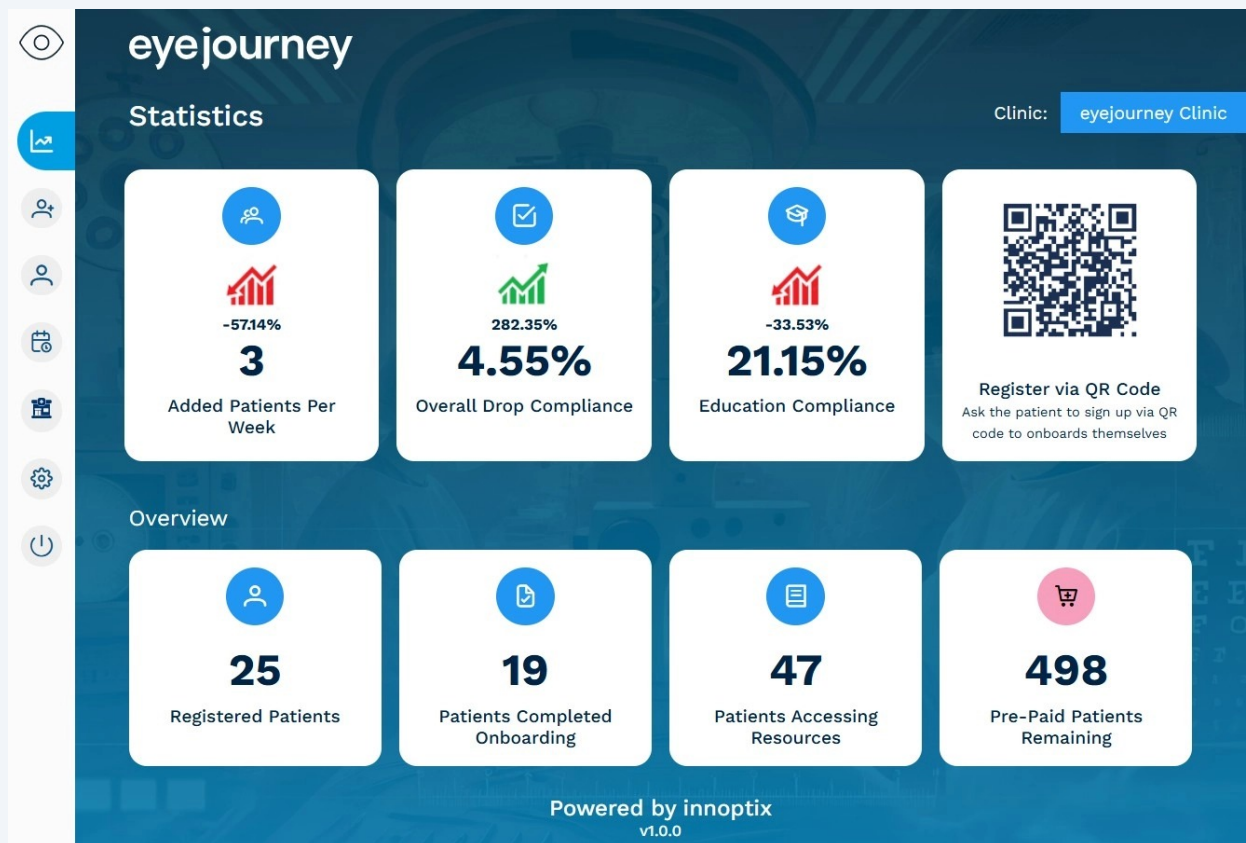 eyejourney
Statistics
Clinic: eyejourney Clinic
-57.14%
3
Added Patients Per
Week
282.35%
4.55%
Overall Drop Compliance
-33.53%
21.15%
Education Compliance
Register via QR Code
Ask the patient to sign up via QR
code to onboards themselves
Overview
25
Registered Patients
19
Patients Completed
Onboarding
47
Patients Accessing
Resources
498
Pre-Paid Patients
Remaining
Powered by innoptix
v1.0.0